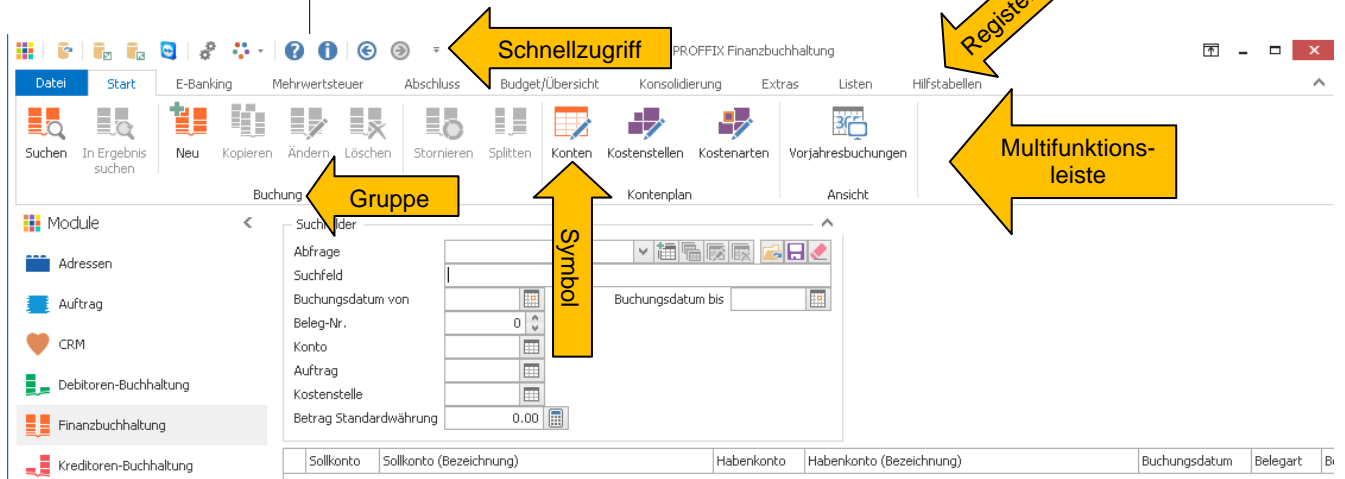 Register
Schnellzugriff
PROFFIX Finanzbuchhaltung
Datei Start E-Banking Mehrwertsteuer Abschluss Budget/Übersicht Konsolidierung Extras Listen Hilfstabellen
Suchen In Ergebnis suchen Neu Kopieren Ändern Löschen Stornieren Splitten Konten Kostenstellen Kostenarten Vorjahresbuchungen
365
Multifunktions-
leiste
Buchung Kontenplan Ansicht
Gruppe
Symbol
Module
Adressen
Auftrag
CRM
Debitoren-Buchhaltung
Finanzbuchhaltung
Kreditoren-Buchhaltung
Suchfelder
Abfrage
Suchfeld
Buchungsdatum von Buchungsdatum bis
Beleg-Nr. 0
Konto
Auftrag
Kostenstelle
Betrag Standardwährung 0.00
Sollkonto Sollkonto (Bezeichnung) Habenkonto Habenkonto (Bezeichnung) Buchungsdatum Belegart